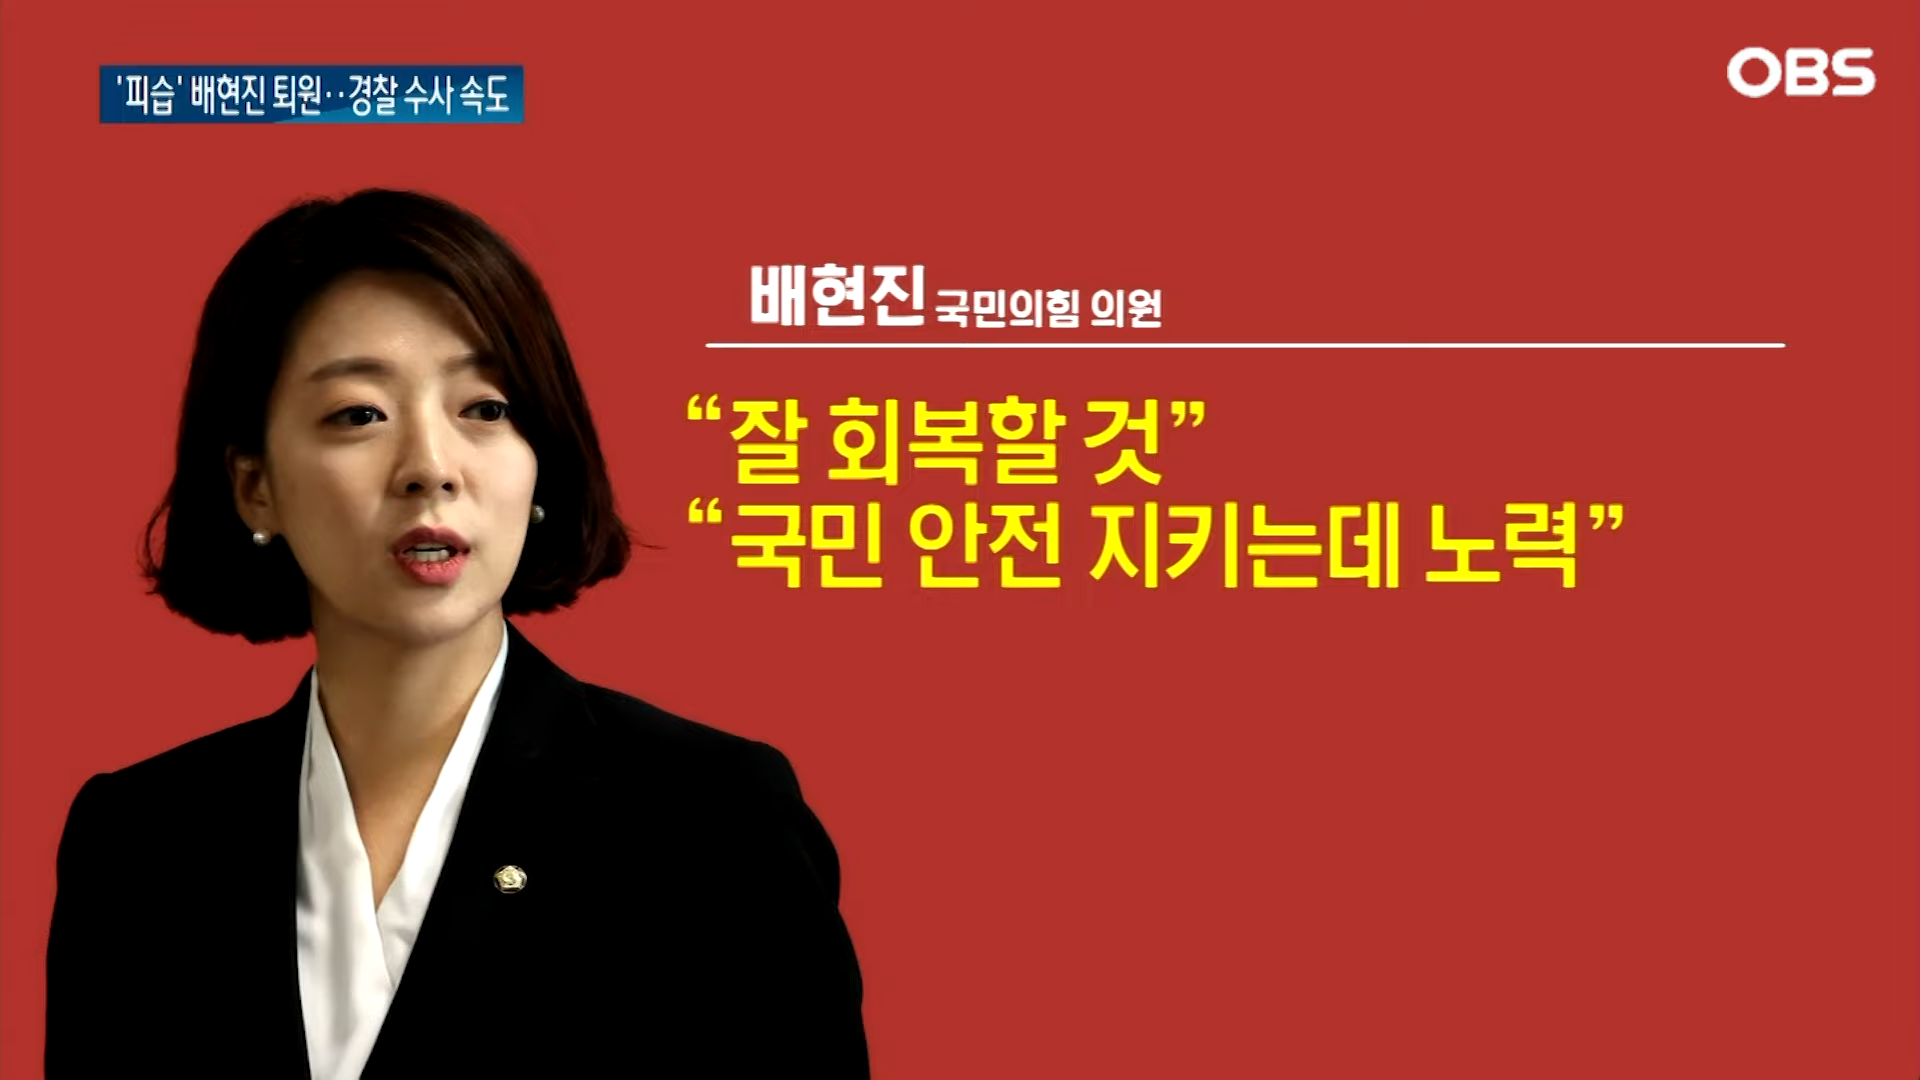 '피습' 배현진 퇴원··경찰 수사 속도
OBS
배현진 국민의힘 의원
“잘 회복할 것”
“국민 안전 지키는데 노력”